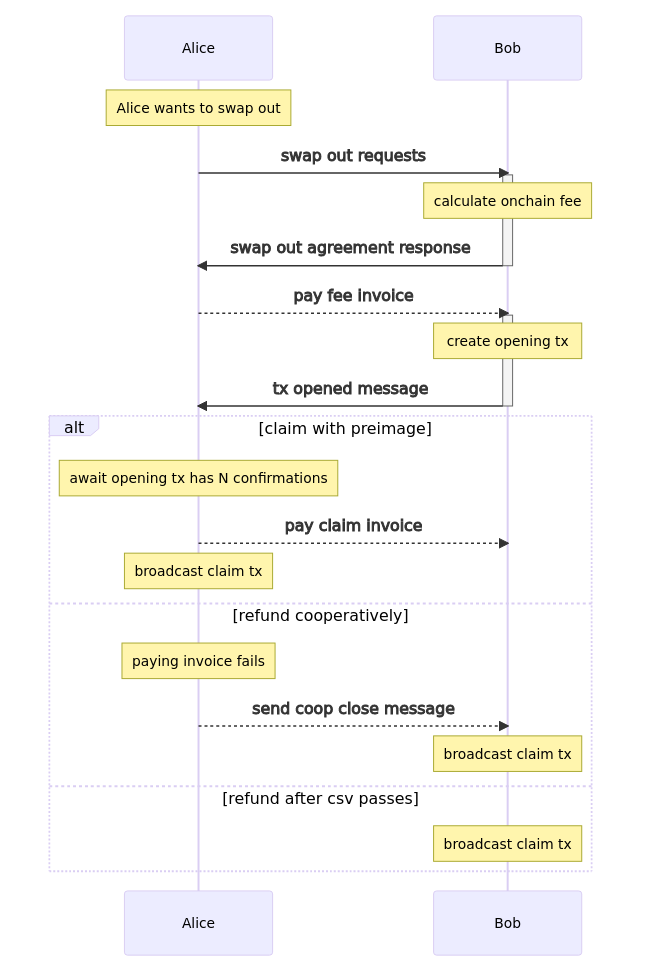 Alice
Bob
Alice wants to swap out
swap out requests
calculate onchain fee
swap out agreement response
pay fee invoice
create opening tx
tx opened message
alt
[claim with preimage]
await opening tx has N confirmations
pay claim invoice
broadcast claim tx
[refund cooperatively]
paying invoice fails
send coop close message
broadcast claim tx
[refund after csv passes]
broadcast claim tx
Alice
Bob